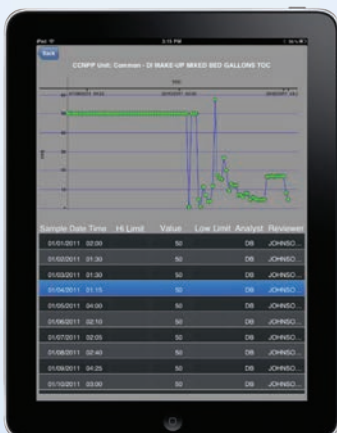 iPad
3:15 PM
Back
CCNPP Unit: Common - DI MAKE-UP MIXED BED GALLONS TOC
Sample Date Time Hi Limit Value Low Limit Analyst Reviewer
01/01/2011 02:00 50 DB JOHNSO...
01/02/2011 01:30 50 DB JOHNSO...
01/03/2011 01:30 50 DB JOHNSO...
01/04/2011 01:15 50 DB JOHNSO...
01/05/2011 04:00 50 DB JOHNSO...
01/06/2011 02:10 50 DB JOHNSO...
01/07/2011 02:05 50 DB JOHNSO...
01/08/2011 02:40 50 DB JOHNSO...
01/09/2011 04:25 50 DB JOHNSO...
01/10/2011 03:00 50 DB JOHNSO...